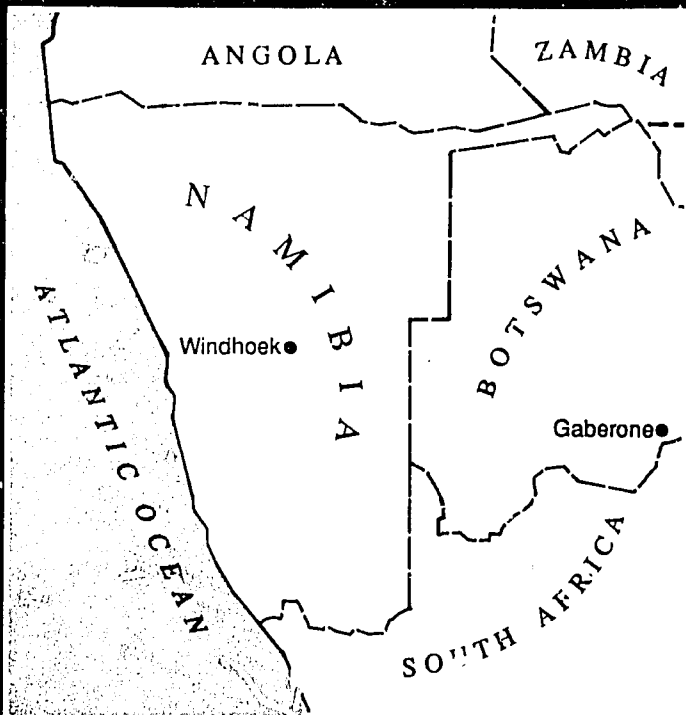 ANGOLA
ZAMBIA
NAMIBIA
BOTSWANA
ATLANTIC OCEAN
Windhoek
Gaberone
SOUTH AFRICA